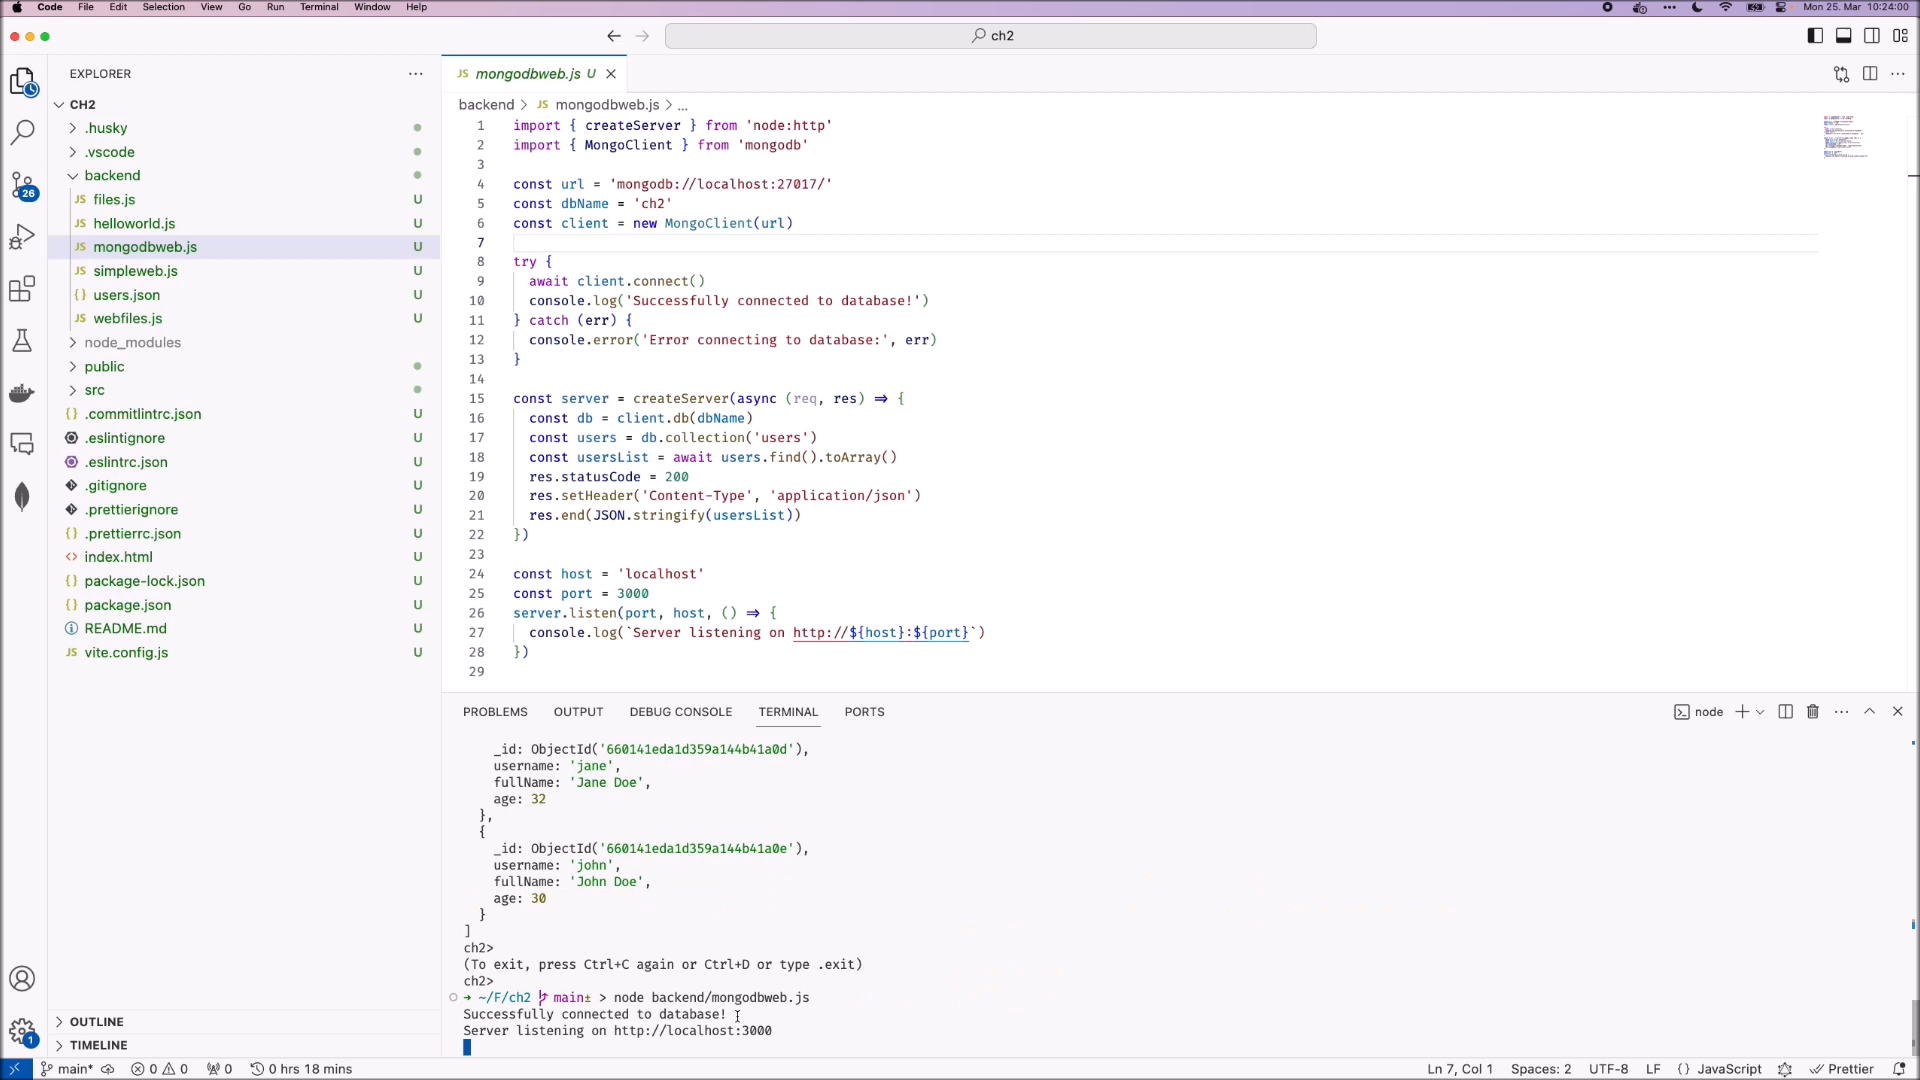 Code File Edit Selection View Go Run Terminal Window Help Mon 25. Mar 10:24:00
ch2
EXPLORER
CH2
.husky
.vscode
backend
JS files.js U
JS helloworld.js U
JS mongodbweb.js U
JS simpleweb.js U
{} users.json U
JS webfiles.js U
node_modules
public
src
{} .commitlintrc.json U
.eslintignore U
.eslintrc.json U
.gitignore U
.prettierignore U
{} .prettierrc.json U
<> index.html U
{} package-lock.json U
{} package.json U
README.md U
JS vite.config.js U
OUTLINE
TIMELINE
26
1
JS mongodbweb.js U
backend > JS mongodbweb.js > ...
1 import { createServer } from 'node:http'
2 import { MongoClient } from 'mongodb'
3
4 const url = 'mongodb://localhost:27017/'
5 const dbName = 'ch2'
6 const client = new MongoClient(url)
7
8 try {
9 await client.connect()
10 console.log('Successfully connected to database!')
11 } catch (err) {
12 console.error('Error connecting to database:', err)
13 }
14
15 const server = createServer(async (req, res) => {
16 const db = client.db(dbName)
17 const users = db.collection('users')
18 const usersList = await users.find().toArray()
19 res.statusCode = 200
20 res.setHeader('Content-Type', 'application/json')
21 res.end(JSON.stringify(usersList))
22 })
23
24 const host = 'localhost'
25 const port = 3000
26 server.listen(port, host, () => {
27 console.log(`Server listening on http://${host}:${port}`)
28 })
29
PROBLEMS OUTPUT DEBUG CONSOLE TERMINAL PORTS node
_id: ObjectId('660141eda1d359a144b41a0d'),
username: 'jane',
fullName: 'Jane Doe',
age: 32
},
{
_id: ObjectId('660141eda1d359a144b41a0e'),
username: 'john',
fullName: 'John Doe',
age: 30
}
]
ch2>
(To exit, press Ctrl+C again or Ctrl+D or type .exit)
ch2>
➜ ~/F/ch2 main± > node backend/mongodbweb.js
Successfully connected to database!
Server listening on http://localhost:3000
main* 0 0 0 0 hrs 18 mins Ln 7, Col 1 Spaces: 2 UTF-8 LF {} JavaScript Prettier